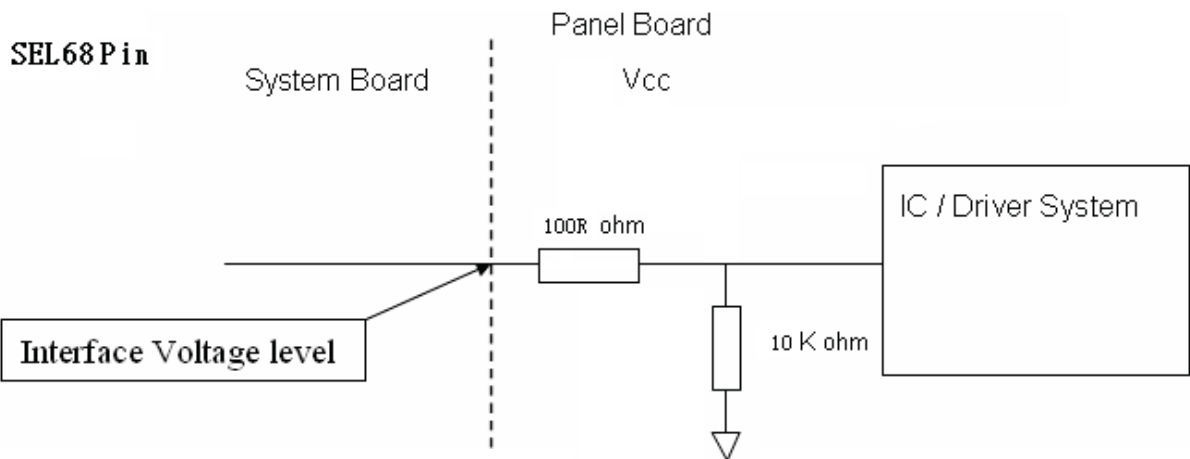 Panel Board
SEL68 Pin
System Board
Vcc
IC / Driver System
100R ohm
Interface Voltage level
10 K ohm